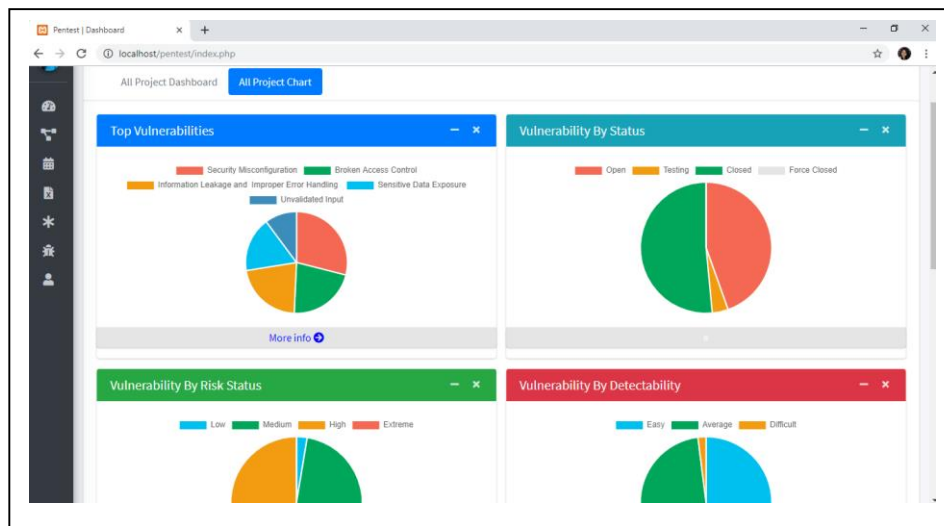 Pentest | Dashboard
localhost/pentest/index.php
All Project Dashboard All Project Chart
Top Vulnerabilities
Security Misconfiguration Broken Access Control
Information Leakage and Improper Error Handling Sensitive Data Exposure
Unvalidated Input
More info
Vulnerability By Status
Open Testing Closed Force Closed
Vulnerability By Risk Status
Low Medium High Extreme
Vulnerability By Detectability
Easy Average Difficult